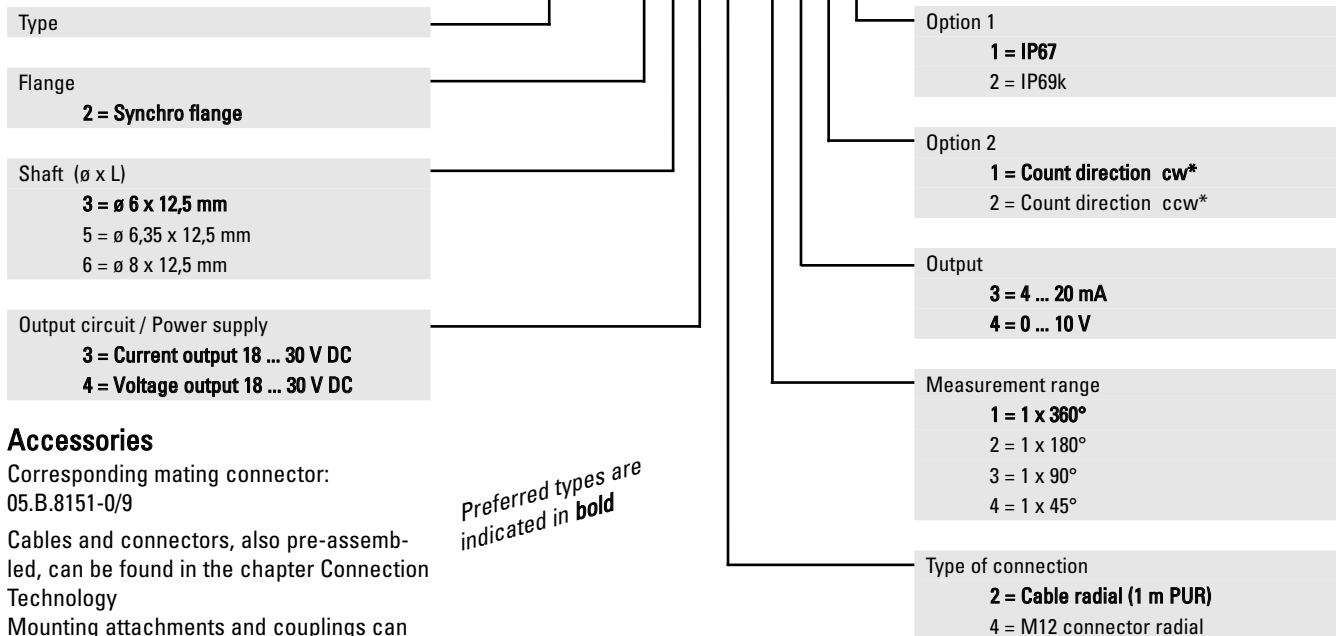 Type
Flange
2 = Synchro flange
Shaft (ø x L)
3 = ø 6 x 12,5 mm
5 = ø 6,35 x 12,5 mm
6 = ø 8 x 12,5 mm
Output circuit / Power supply
3 = Current output 18 ... 30 V DC
4 = Voltage output 18 ... 30 V DC
Accessories
Corresponding mating connector:
05.B.8151-0/9
Cables and connectors, also pre-assemb-
led, can be found in the chapter Connection
Technology
Mounting attachments and couplings can
Preferred types are
indicated in bold
Option 1
1 = IP67
2 = IP69k
Option 2
1 = Count direction cw*
2 = Count direction ccw*
Output
3 = 4 ... 20 mA
4 = 0 ... 10 V
Measurement range
1 = 1 x 360°
2 = 1 x 180°
3 = 1 x 90°
4 = 1 x 45°
Type of connection
2 = Cable radial (1 m PUR)
4 = M12 connector radial